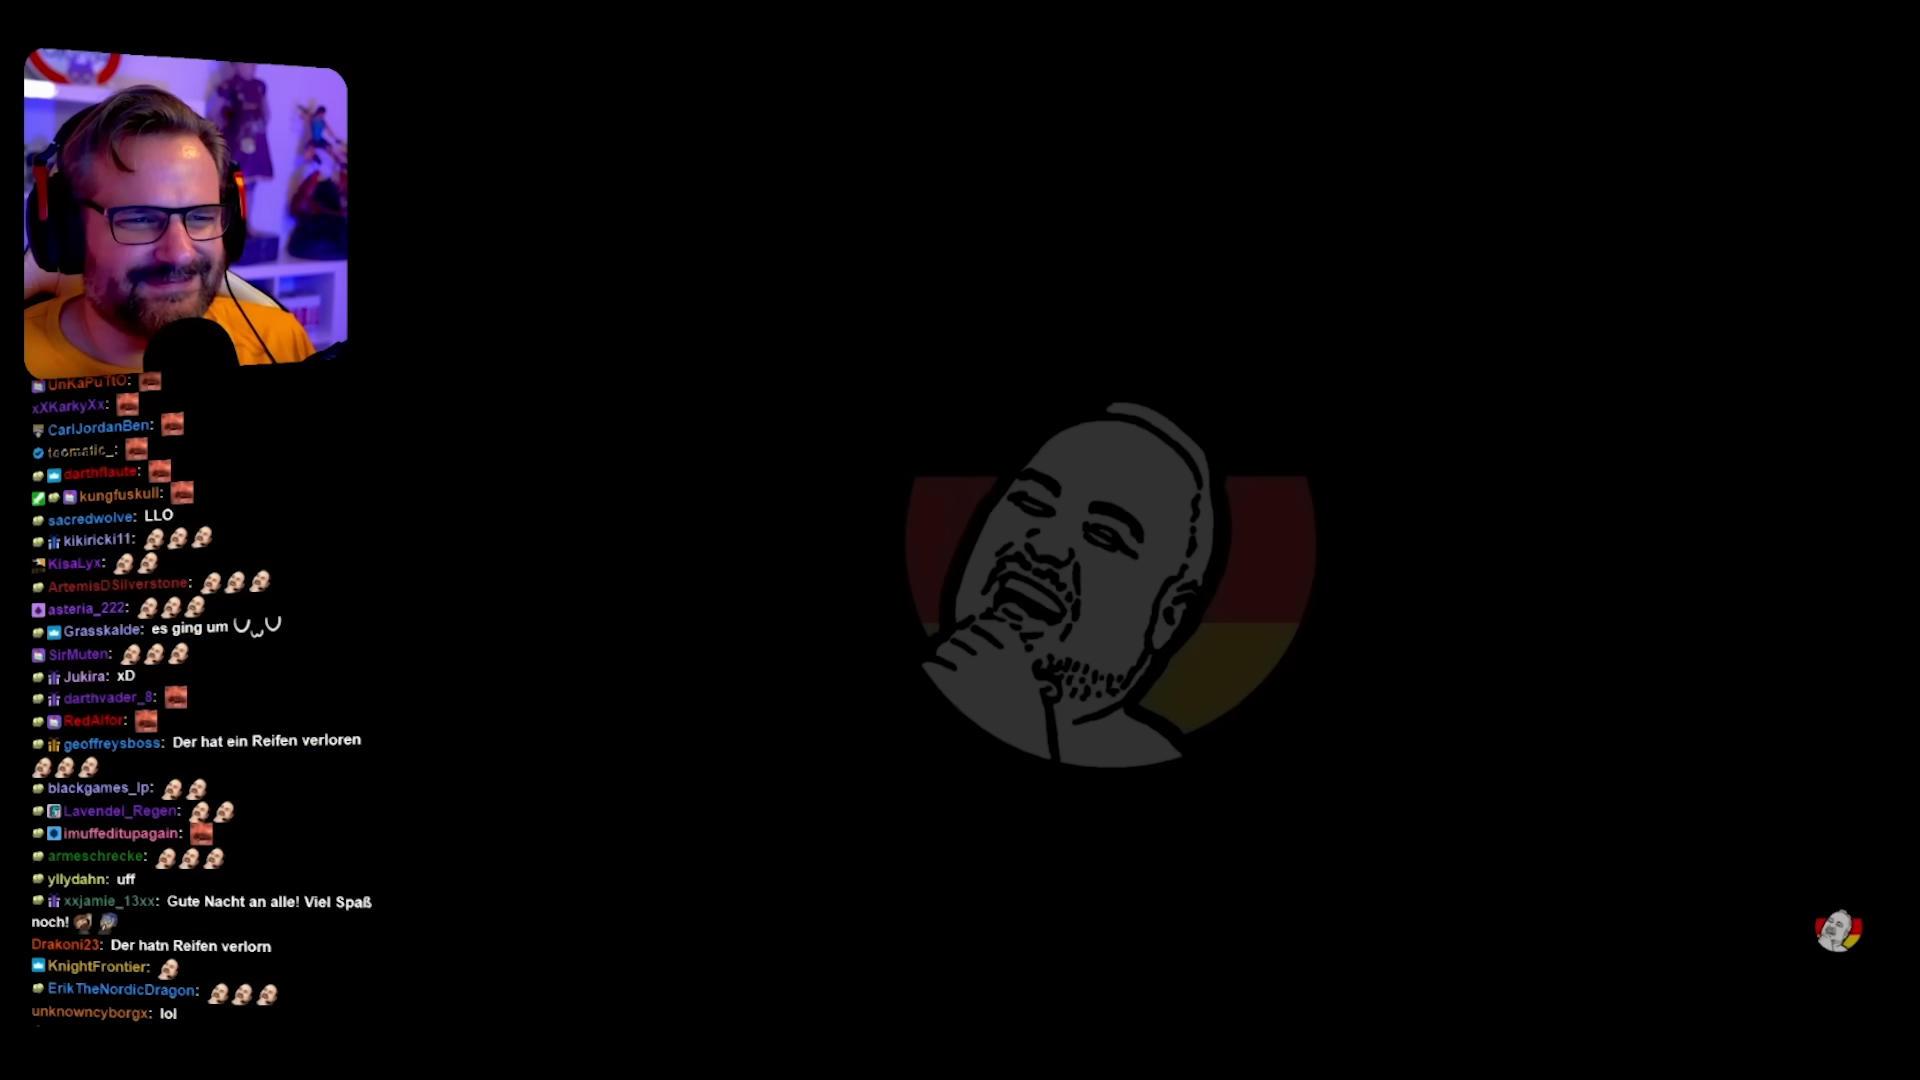 UnKaPuTtO:
xXKarkyXx:
CarlJordanBen:
tecmatic_:
darthflaute:
kungfuskull:
sacredwolve: LLO
kikiricki11:
KisaLyx:
ArtemisDSilverstone:
asteria_222:
Grasskalde: es ging um
SirMuten:
Jukira: xD
darthvader_8:
RedAlfor:
geoffreysboss: Der hat ein Reifen verloren
blackgames_lp:
Lavendel_Regen:
imuffeditupagain:
armeschrecke:
yllydahn: uff
xxjamie_13xx: Gute Nacht an alle! Viel Spaß
noch!
Drakoni23: Der hatn Reifen verlorn
KnightFrontier:
ErikTheNordicDragon:
unknowncyborgx: lol